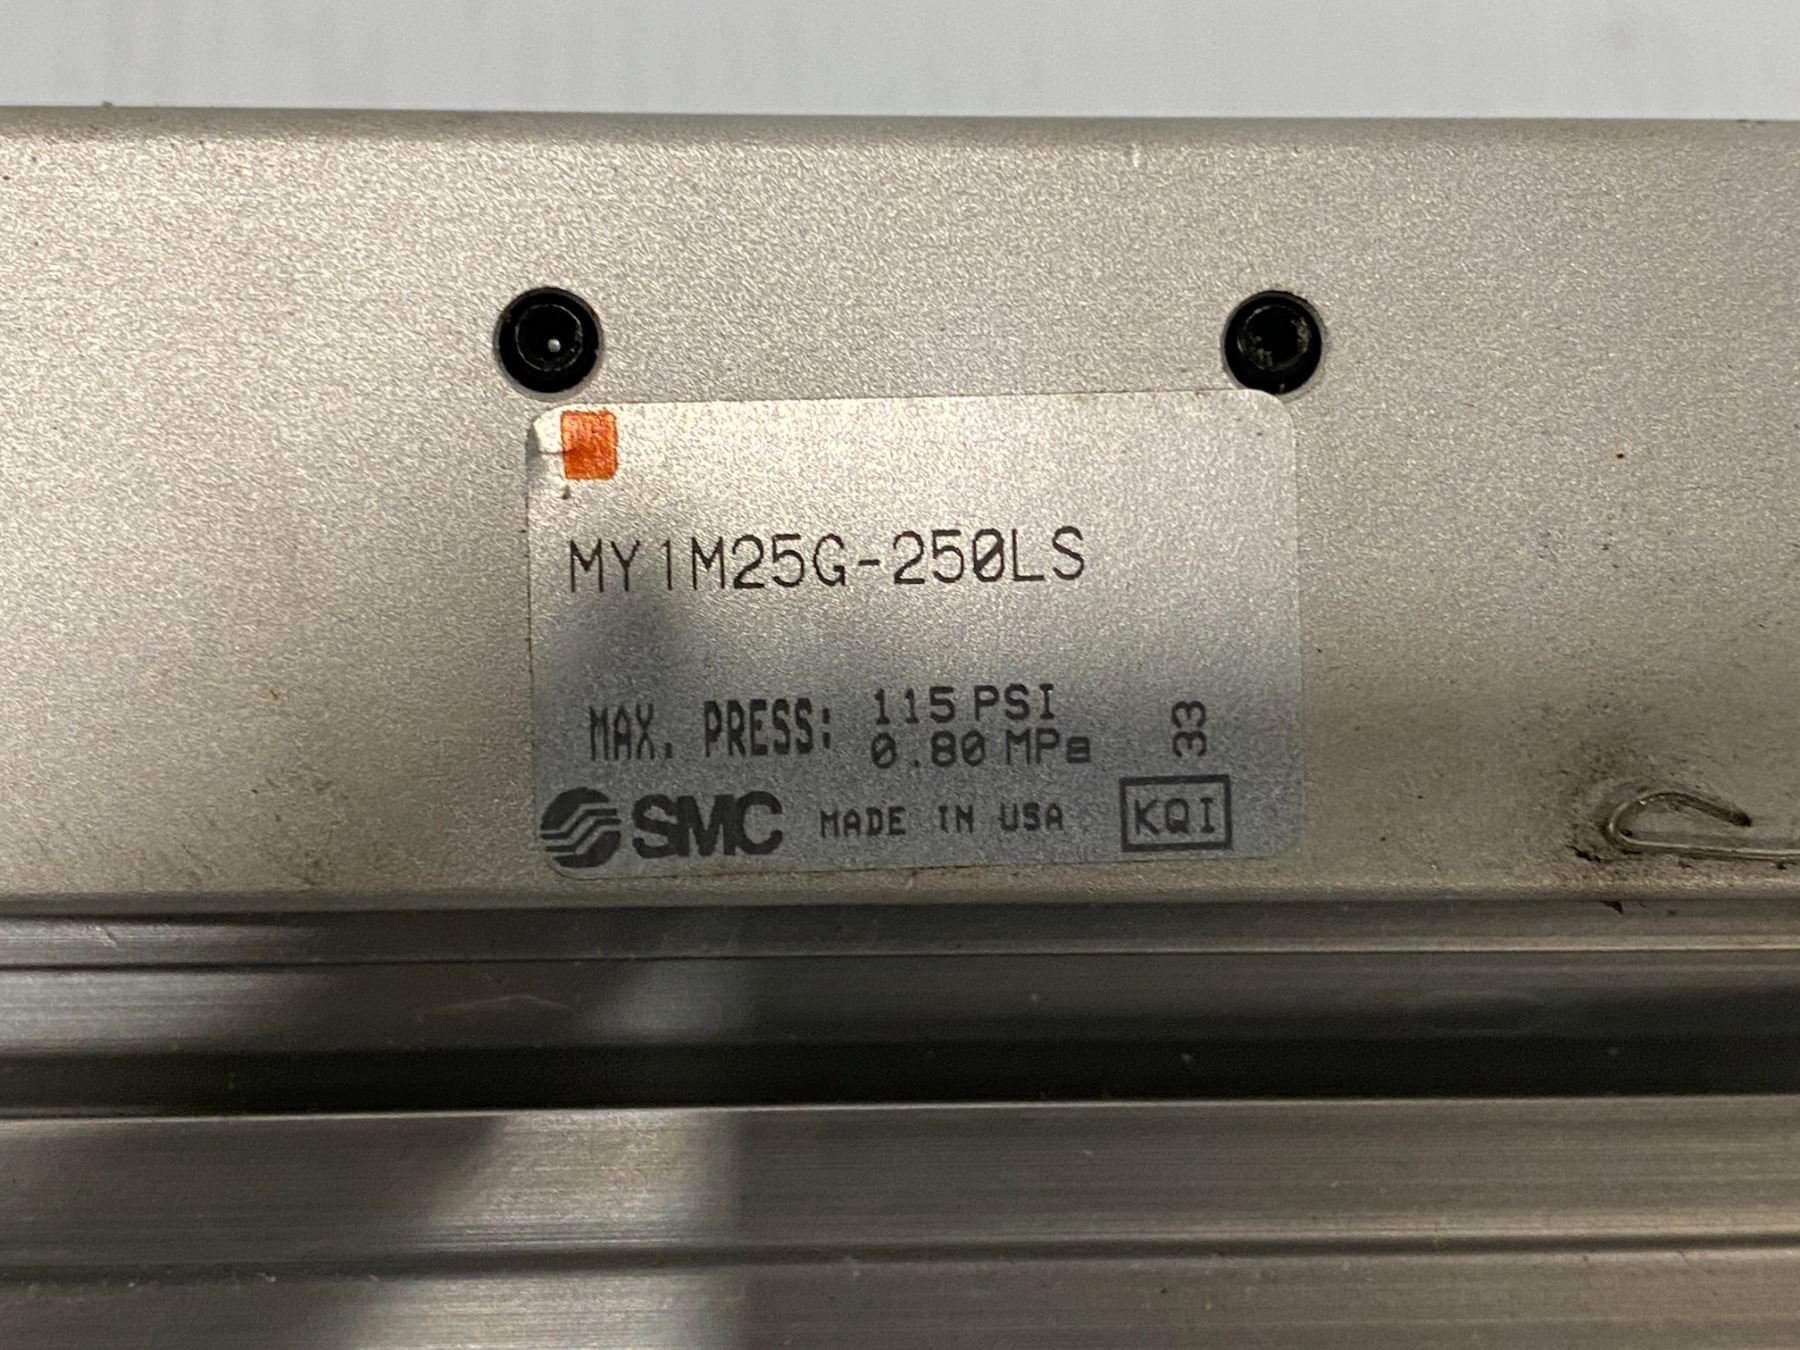 MY1M25G-250LS
MAX. PRESS: 115 PSI
0.80 MPa
33
SMC MADE IN USA KQI